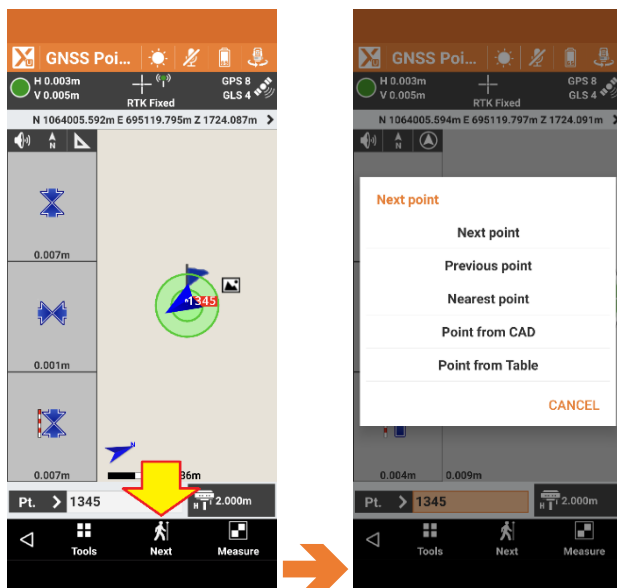 GNSS Poi...
H 0.003m
V 0.005m
RTK Fixed
GPS 8
GLS 4
N 1064005.592m E 695119.795m Z 1724.087m
N
0.007m
0.001m
0.007m
1345
N
36m
Pt. 1345
H
2.000m
Tools
Next
Measure
GNSS Poi...
H 0.003m
V 0.005m
RTK Fixed
GPS 8
GLS 4
N 1064005.594m E 695119.797m Z 1724.091m
N
Next point
Next point
Previous point
Nearest point
Point from CAD
Point from Table
CANCEL
0.004m
0.009m
Pt. 1345
H
2.000m
Tools
Next
Measure